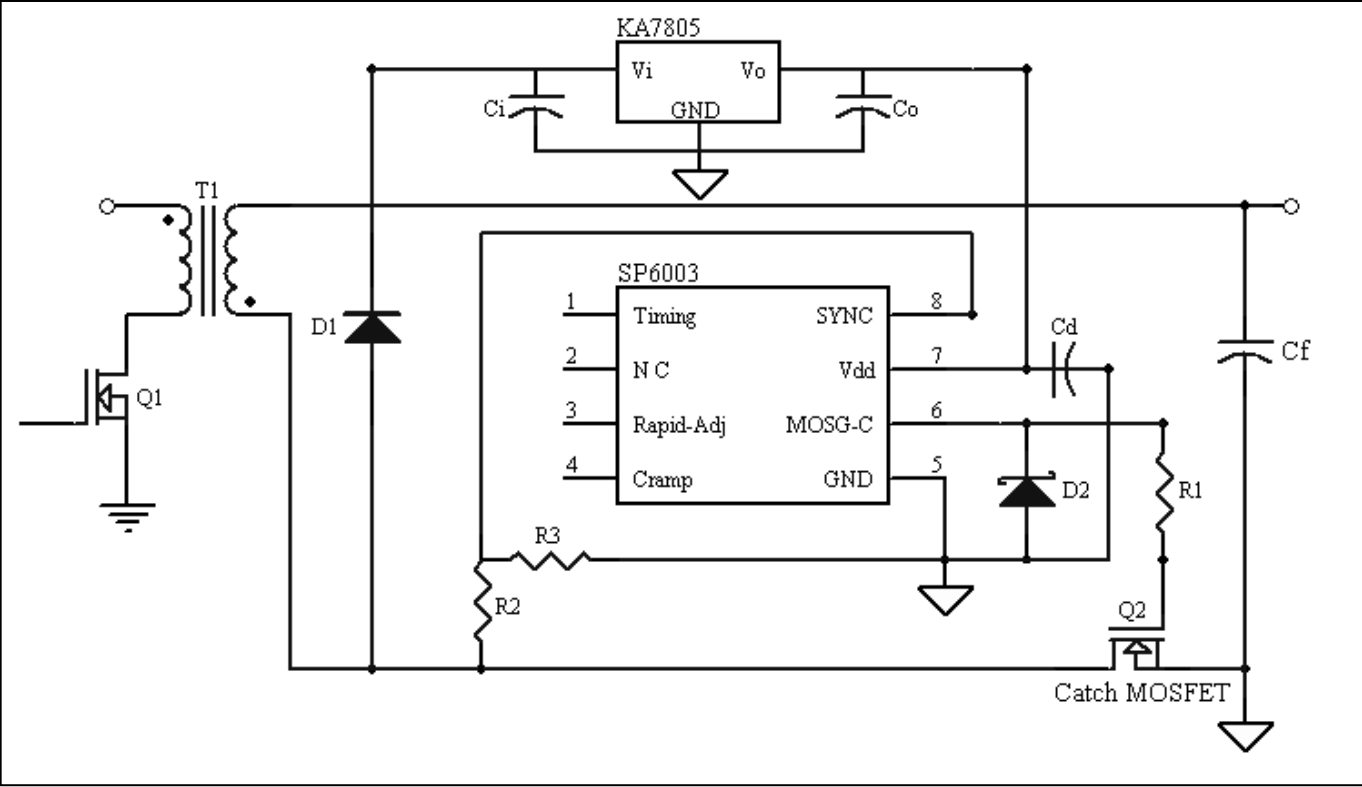 KA7805
Vi
Vo
GND
Ci
Co
T1
SP6003
1
Timing
SYNC
8
D1
Cd
2
N C
Vdd
7
Cf
Q1
3
Rapid-Adj
MOSG-C
6
4
Cramp
GND
5
D2
R1
R3
R2
Q2
Catch MOSFET